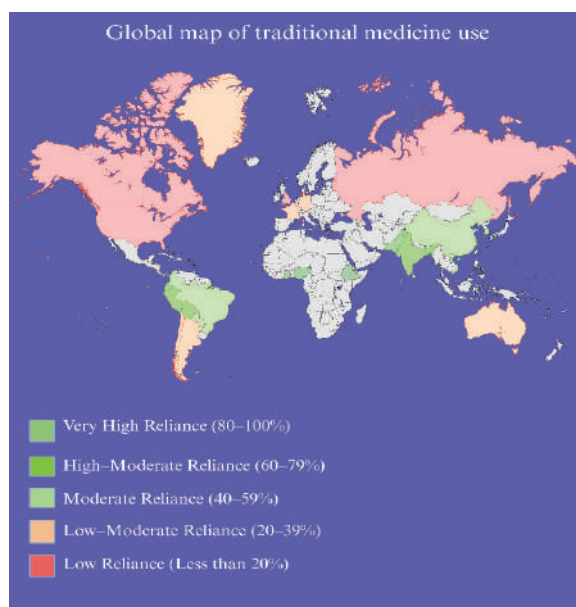 Global map of traditional medicine use
Very High Reliance (80–100%)
High–Moderate Reliance (60–79%)
Moderate Reliance (40–59%)
Low–Moderate Reliance (20–39%)
Low Reliance (Less than 20%)